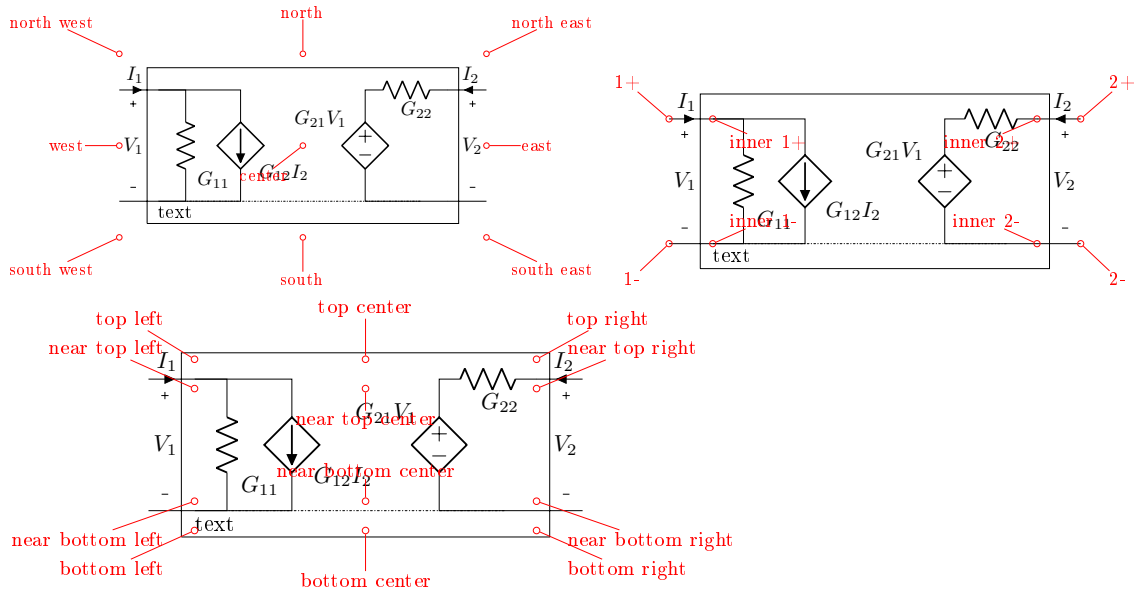 north
north west
north east
I₁
I₂
+
+
G₂₂
G₂₁V₁
+
−
west
V₁
V₂
east
G₁₁
center
G₁₂I₂
−
−
text
south west
south
south east
1+
2+
I₁
I₂
+
+
inner 1+
inner 2+
G₂₂
G₂₁V₁
+
−
V₁
V₂
G₁₂I₂
G₁₁
inner 1-
inner 2-
−
−
text
1-
2-
top center
top left
top right
near top left
near top right
I₁
I₂
+
+
G₂₂
G₂₁V₁
near top center
+
−
V₁
V₂
near bottom center
G₁₁
G₁₂I₂
−
−
text
near bottom left
near bottom right
bottom left
bottom right
bottom center